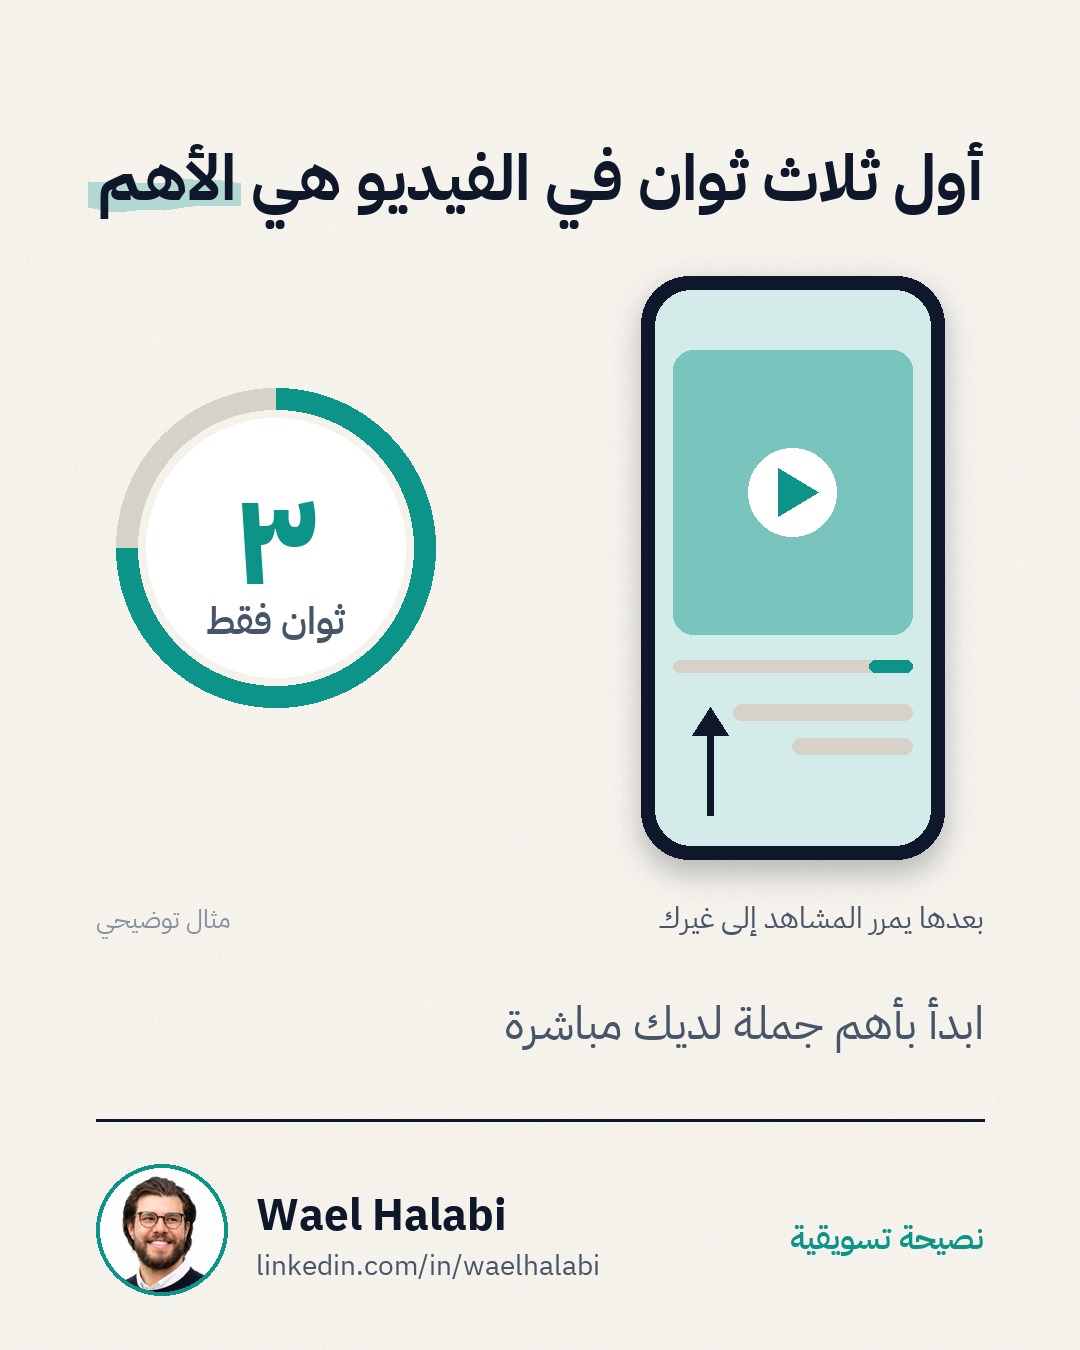 أول ثلاث ثوان في الفيديو هي الأهم
٣
ثوان فقط
بعدها يمرر المشاهد إلى غيرك
مثال توضيحي
ابدأ بأهم جملة لديك مباشرة
Wael Halabi
linkedin.com/in/waelhalabi
نصيحة تسويقية